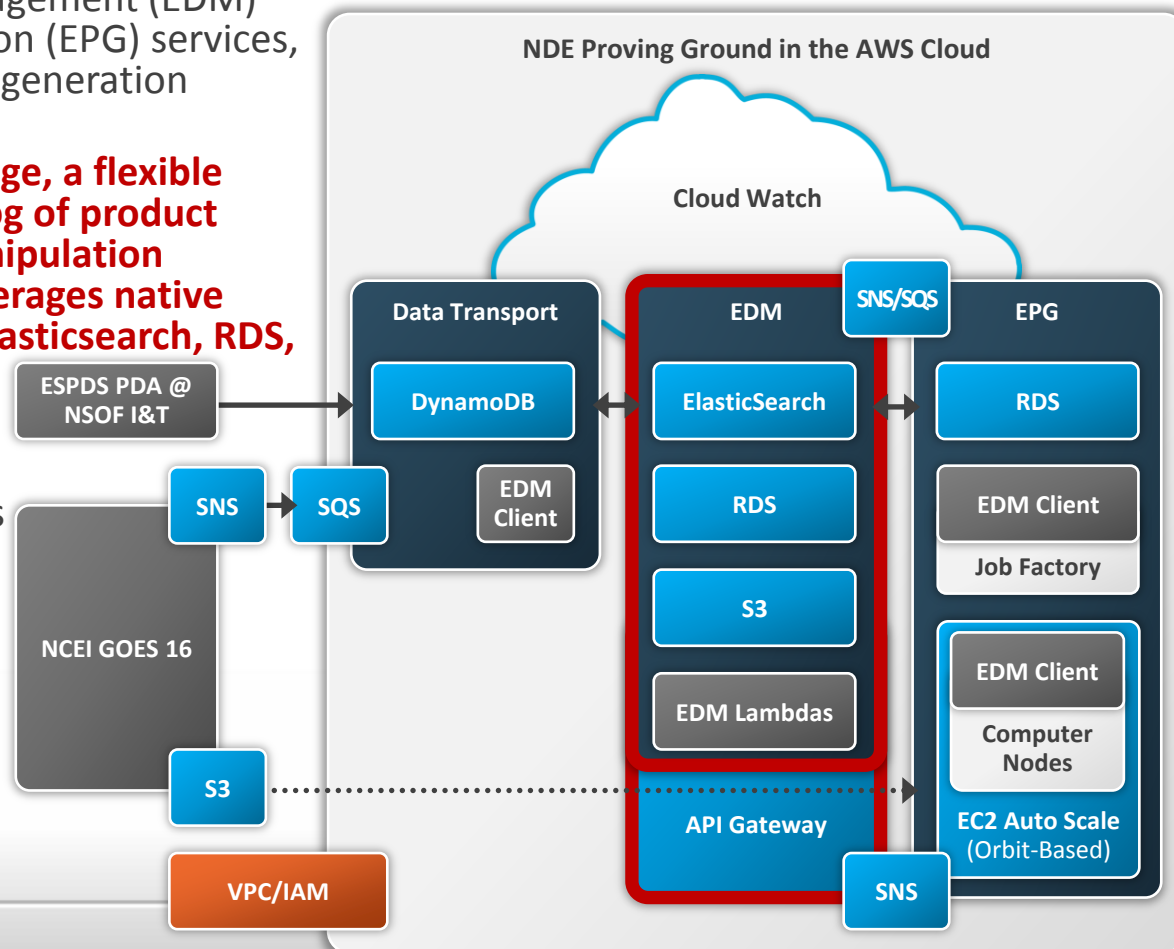 gement (EDM)
on (EPG) services,
generation
ge, a flexible
og of product
nipulation
erages native
lasticsearch, RDS,
s
NDE Proving Ground in the AWS Cloud
Cloud Watch
Data Transport
EDM
SNS/SQS
EPG
ESPDS PDA @
NSOF I&T
DynamoDB
ElasticSearch
RDS
SNS
SQS
EDM
Client
RDS
EDM Client
Job Factory
NCEI GOES 16
S3
EDM Client
EDM Lambdas
Computer
Nodes
S3
API Gateway
EC2 Auto Scale
(Orbit-Based)
VPC/IAM
SNS